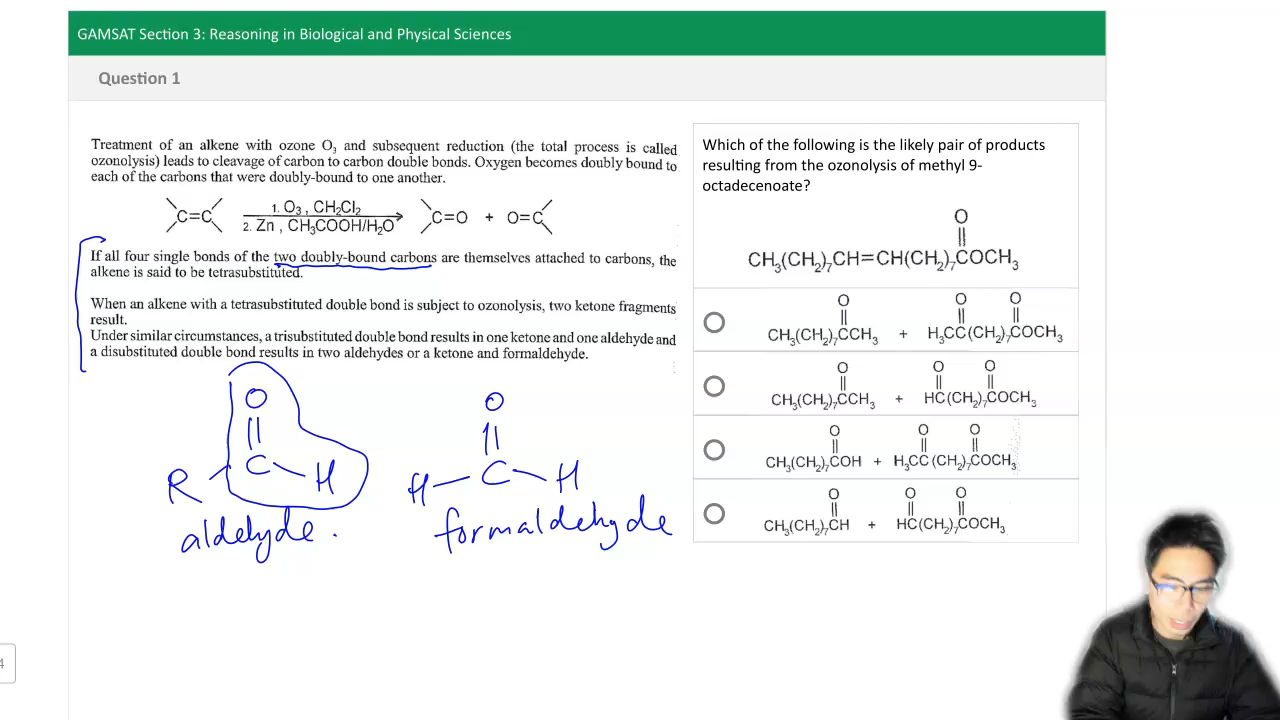 GAMSAT Section 3: Reasoning in Biological and Physical Sciences
Question 1
Treatment of an alkene with ozone O₃ and subsequent reduction (the total process is called
ozonolysis) leads to cleavage of carbon to carbon double bonds. Oxygen becomes doubly bound to
each of the carbons that were doubly-bound to one another.
1. O₃ , CH₂Cl₂
C=C C=O + O=C
2. Zn , CH₃COOH/H₂O
If all four single bonds of the two doubly-bound carbons are themselves attached to carbons, the
alkene is said to be tetrasubstituted.
When an alkene with a tetrasubstituted double bond is subject to ozonolysis, two ketone fragments
result.
Under similar circumstances, a trisubstituted double bond results in one ketone and one aldehyde and
a disubstituted double bond results in two aldehydes or a ketone and formaldehyde.
O
R C H
aldehyde.
O
H C H
formaldehyde
Which of the following is the likely pair of products
resulting from the ozonolysis of methyl 9-
octadecenoate?
O
CH₃(CH₂)₇CH=CH(CH₂)₇COCH₃
O O O
CH₃(CH₂)₇CCH₃ + H₃CC(CH₂)₇COCH₃
O O O
CH₃(CH₂)₇CCH₃ + HC(CH₂)₇COCH₃
O O O
CH₃(CH₂)₇COH + H₃CC(CH₂)₇COCH₃
O O O
CH₃(CH₂)₇CH + HC(CH₂)₇COCH₃
4